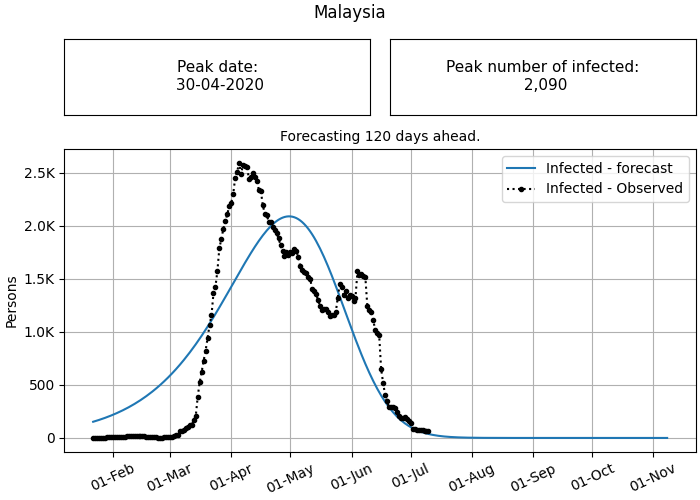 Malaysia
Peak date:
30-04-2020
Peak number of infected:
2,090
Forecasting 120 days ahead.
Infected - forecast
Infected - Observed
Persons
2.5K
2.0K
1.5K
1.0K
500
0
01-Feb
01-Mar
01-Apr
01-May
01-Jun
01-Jul
01-Aug
01-Sep
01-Oct
01-Nov